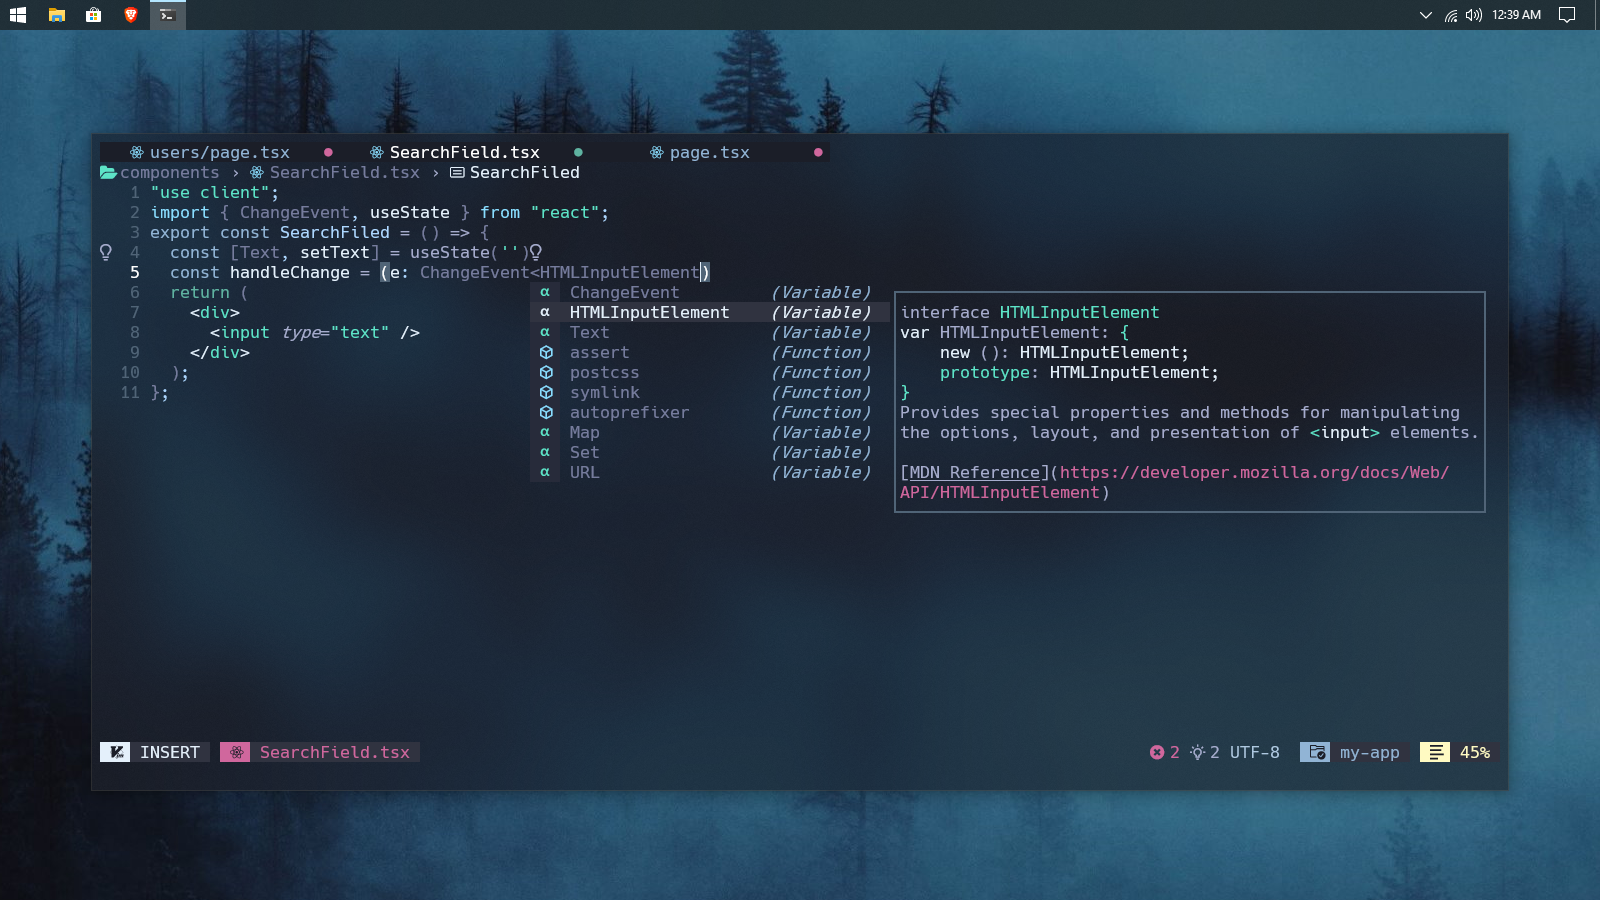 12:39 AM
users/page.tsx SearchField.tsx page.tsx
components › SearchField.tsx › SearchFiled
1 "use client";
2 import { ChangeEvent, useState } from "react";
3 export const SearchFiled = () => {
4 const [Text, setText] = useState('')
5 const handleChange = (e: ChangeEvent<HTMLInputElement)
6 return (
7 <div>
8 <input type="text" />
9 </div>
10 );
11 };
α ChangeEvent (Variable)
α HTMLInputElement (Variable)
α Text (Variable)
assert (Function)
postcss (Function)
symlink (Function)
autoprefixer (Function)
α Map (Variable)
α Set (Variable)
α URL (Variable)
interface HTMLInputElement
var HTMLInputElement: {
new (): HTMLInputElement;
prototype: HTMLInputElement;
}
Provides special properties and methods for manipulating
the options, layout, and presentation of <input> elements.
[MDN Reference](https://developer.mozilla.org/docs/Web/
API/HTMLInputElement)
INSERT SearchField.tsx 2 2 UTF-8 my-app 45%